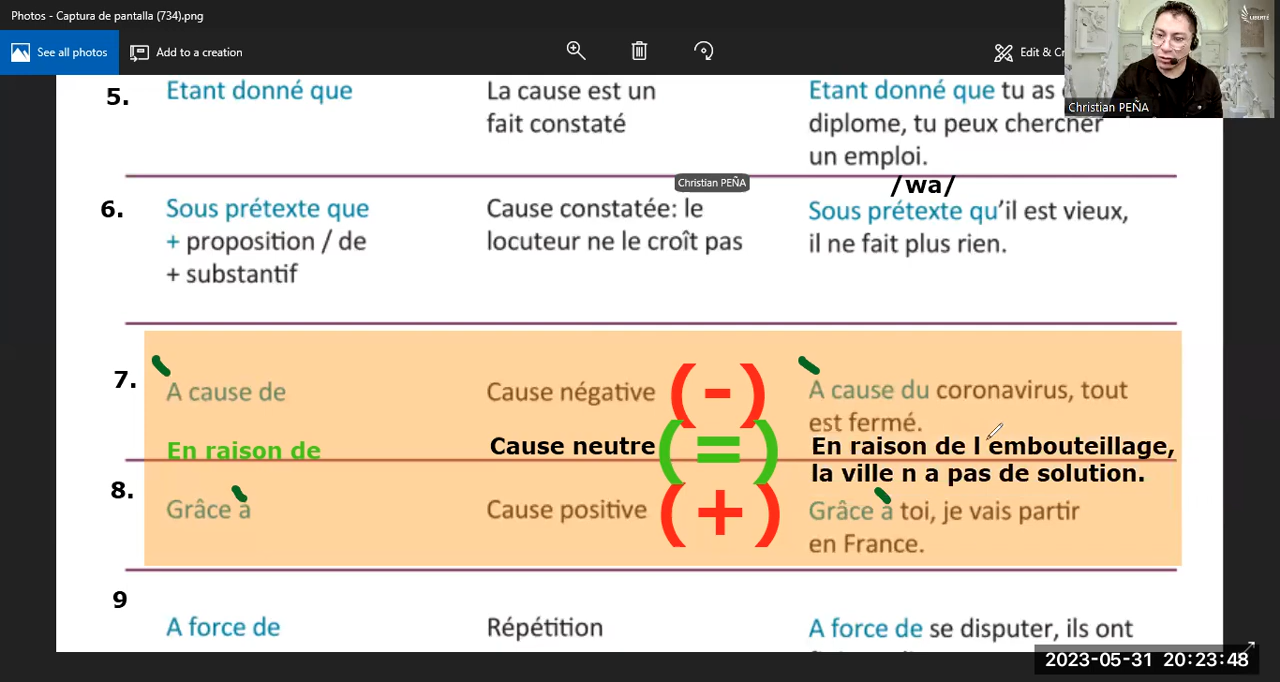 Photos - Captura de pantalla (734).png
See all photos
Add to a creation
Edit &
LIBERTÉ
Christian PEÑA
5.
Etant donné que
La cause est un
fait constaté
Etant donné que tu as
diplome, tu peux chercher
un emploi.
Christian PEÑA
/wa/
6.
Sous prétexte que
+ proposition / de
+ substantif
Cause constatée: le
locuteur ne le croît pas
Sous prétexte qu'il est vieux,
il ne fait plus rien.
7.
A cause de
Cause négative (-)
A cause du coronavirus, tout
est fermé.
En raison de
Cause neutre (=)
En raison de l embouteillage,
la ville n a pas de solution.
8.
Grâce à
Cause positive (+)
Grâce à toi, je vais partir
en France.
9
A force de
Répétition
A force de se disputer, ils ont
2023-05-31 20:23:48